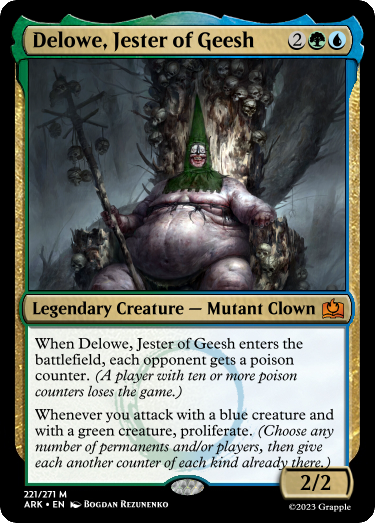 Delowe, Jester of Geesh 2
Legendary Creature — Mutant Clown
When Delowe, Jester of Geesh enters the
battlefield, each opponent gets a poison
counter. (A player with ten or more poison
counters loses the game.)
Whenever you attack with a blue creature and
with a green creature, proliferate. (Choose any
number of permanents and/or players, then give
each another counter of each kind already there.)
2/2
221/271 M
ARK • EN Bogdan Rezunenko
©2023 Grapple